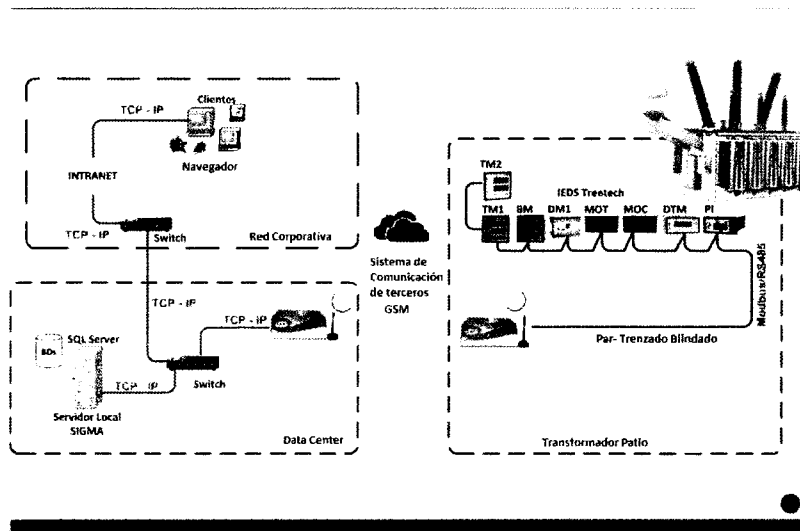 TCP - IP
Clientes
Navegador
INTRANET
TCP - IP
Switch
Red Corporativa
Sistema de
Comunicación
de terceros
GSM
TM2
IEDS Treetech
TM1 BM DM1 MOT MOC DTM PI
Modbus/RS485
Par- Trenzado Blindado
Transformador Patio
TCP - IP
TCP - IP
SQL Server
BDs
TCP - IP
Switch
Servidor Local
SIGMA
Data Center